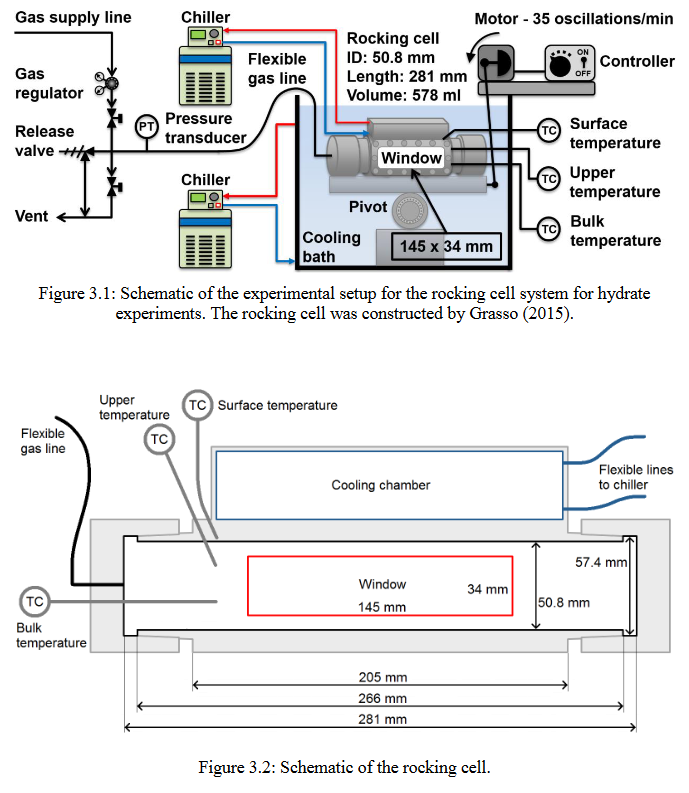 Gas supply line
Chiller
Motor - 35 oscillations/min
Rocking cell
ID: 50.8 mm
Length: 281 mm
Volume: 578 ml
Flexible
gas line
ON
OFF
Controller
Gas
regulator
Release
valve
PT
Pressure
transducer
Window
TC
Surface
temperature
TC
Upper
temperature
TC
Bulk
temperature
Chiller
Pivot
Vent
Cooling
bath
145 x 34 mm
Figure 3.1: Schematic of the experimental setup for the rocking cell system for hydrate
experiments. The rocking cell was constructed by Grasso (2015).
Upper
temperature
TC
TC
Surface temperature
Flexible
gas line
Cooling chamber
Flexible lines
to chiller
57.4 mm
Window
145 mm
34 mm
50.8 mm
TC
Bulk
temperature
205 mm
266 mm
281 mm
Figure 3.2: Schematic of the rocking cell.